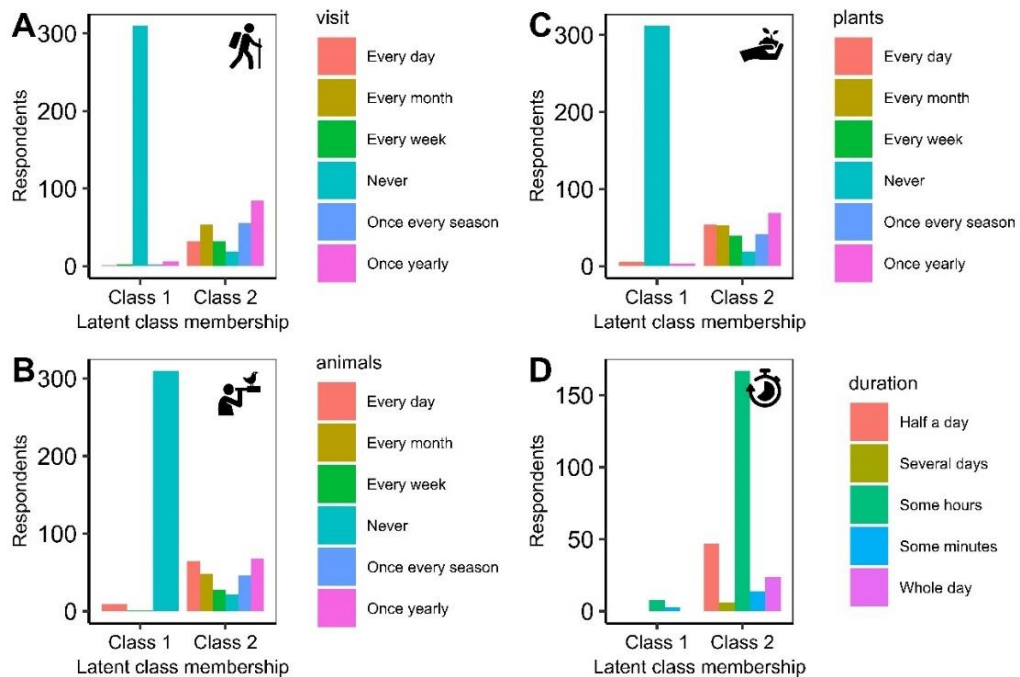 A
Respondents
300
200
100
0
Class 1 Class 2
Latent class membership
visit
Every day
Every month
Every week
Never
Once every season
Once yearly
C
Respondents
300
200
100
0
Class 1 Class 2
Latent class membership
plants
Every day
Every month
Every week
Never
Once every season
Once yearly
B
Respondents
300
200
100
0
Class 1 Class 2
Latent class membership
animals
Every day
Every month
Every week
Never
Once every season
Once yearly
D
Respondents
150
100
50
0
Class 1 Class 2
Latent class membership
duration
Half a day
Several days
Some hours
Some minutes
Whole day